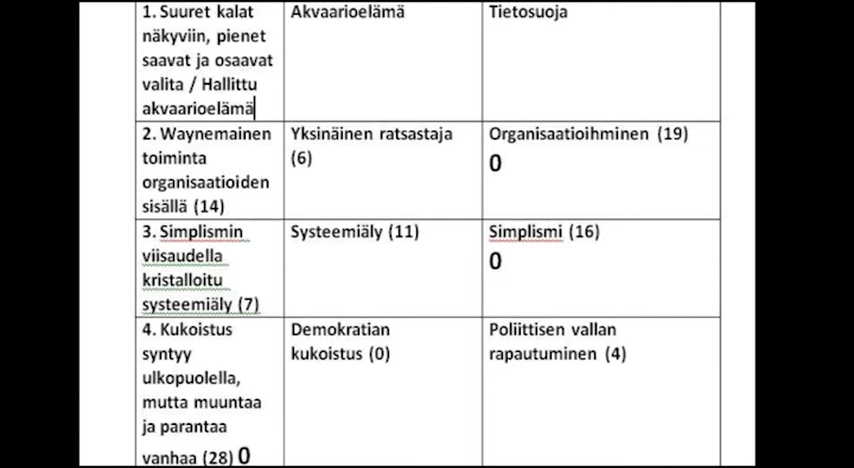 1. Suuret kalat
näkyviin, pienet
saavat ja osaavat
valita / Hallittu
akvaarioelämä
Akvaarioelämä
Tietosuoja
2. Waynemainen
toiminta
organisaatioiden
sisällä (14)
Yksinäinen ratsastaja
(6)
Organisaatioihminen (19)
0
3. Simplismin
viisaudella
kristalloitu
systeemiäly (7)
Systeemiäly (11)
Simplismi (16)
0
4. Kukoistus
syntyy
ulkopuolella,
mutta muuntaa
ja parantaa
vanhaa (28) 0
Demokratian
kukoistus (0)
Poliittisen vallan
rapautuminen (4)